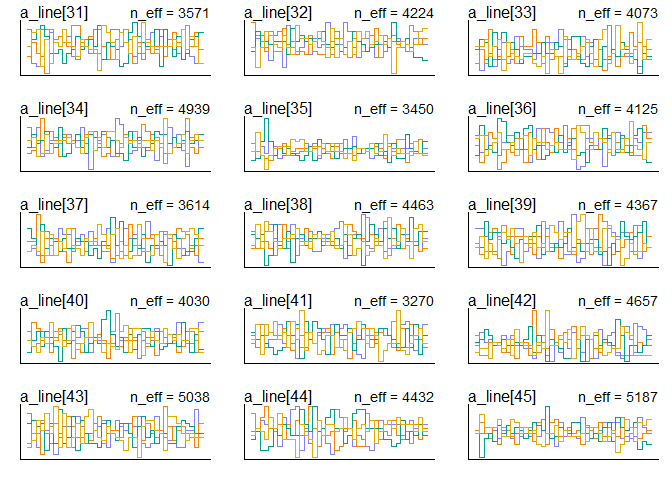 a_line[31] n_eff = 3571 a_line[32] n_eff = 4224 a_line[33] n_eff = 4073
a_line[34] n_eff = 4939 a_line[35] n_eff = 3450 a_line[36] n_eff = 4125
a_line[37] n_eff = 3614 a_line[38] n_eff = 4463 a_line[39] n_eff = 4367
a_line[40] n_eff = 4030 a_line[41] n_eff = 3270 a_line[42] n_eff = 4657
a_line[43] n_eff = 5038 a_line[44] n_eff = 4432 a_line[45] n_eff = 5187